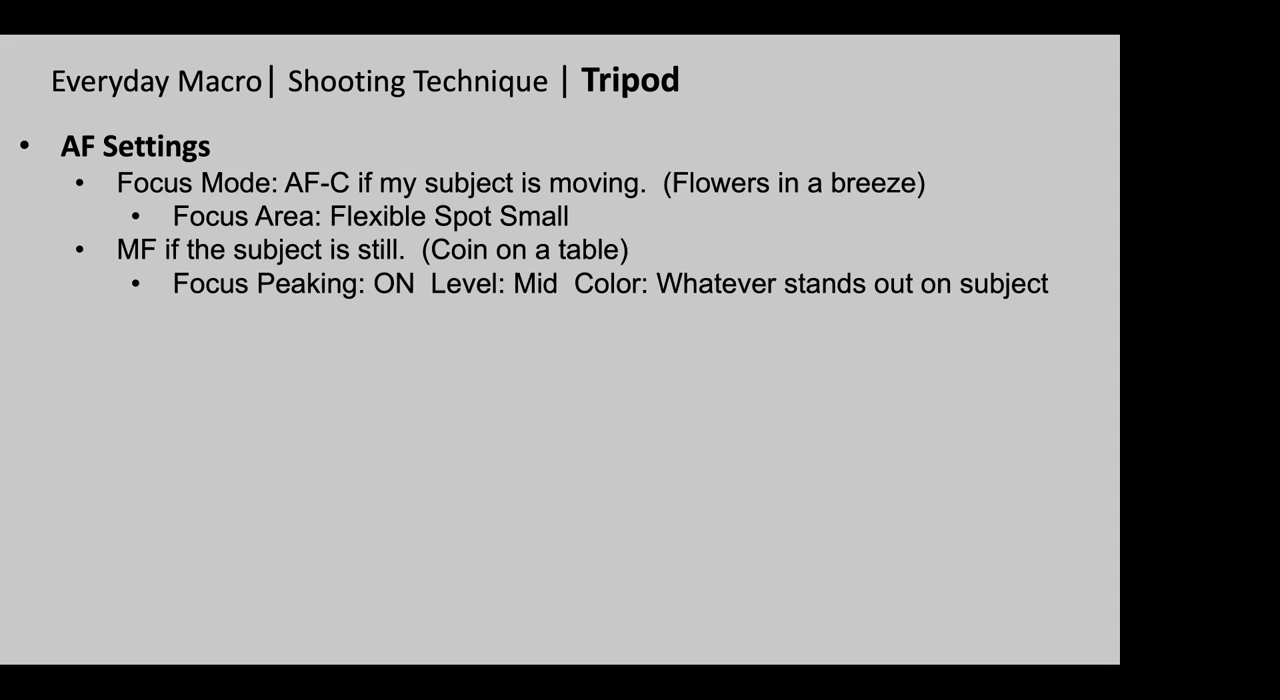 Everyday Macro| Shooting Technique | Tripod
• AF Settings
• Focus Mode: AF-C if my subject is moving.  (Flowers in a breeze)
• Focus Area: Flexible Spot Small
• MF if the subject is still.  (Coin on a table)
• Focus Peaking: ON  Level: Mid  Color: Whatever stands out on subject